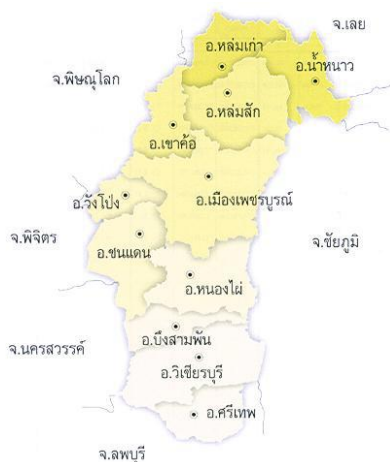 จ.เลย
อ.หล่มเก่า
อ.น้ำหนาว
จ.พิษณุโลก
อ.หล่มสัก
อ.เขาค้อ
อ.วังโป่ง
อ.เมืองเพชรบูรณ์
จ.พิจิตร
อ.ชนแดน
จ.ชัยภูมิ
อ.หนองไผ่
อ.บึงสามพัน
จ.นครสวรรค์
อ.วิเชียรบุรี
อ.ศรีเทพ
จ.ลพบุรี